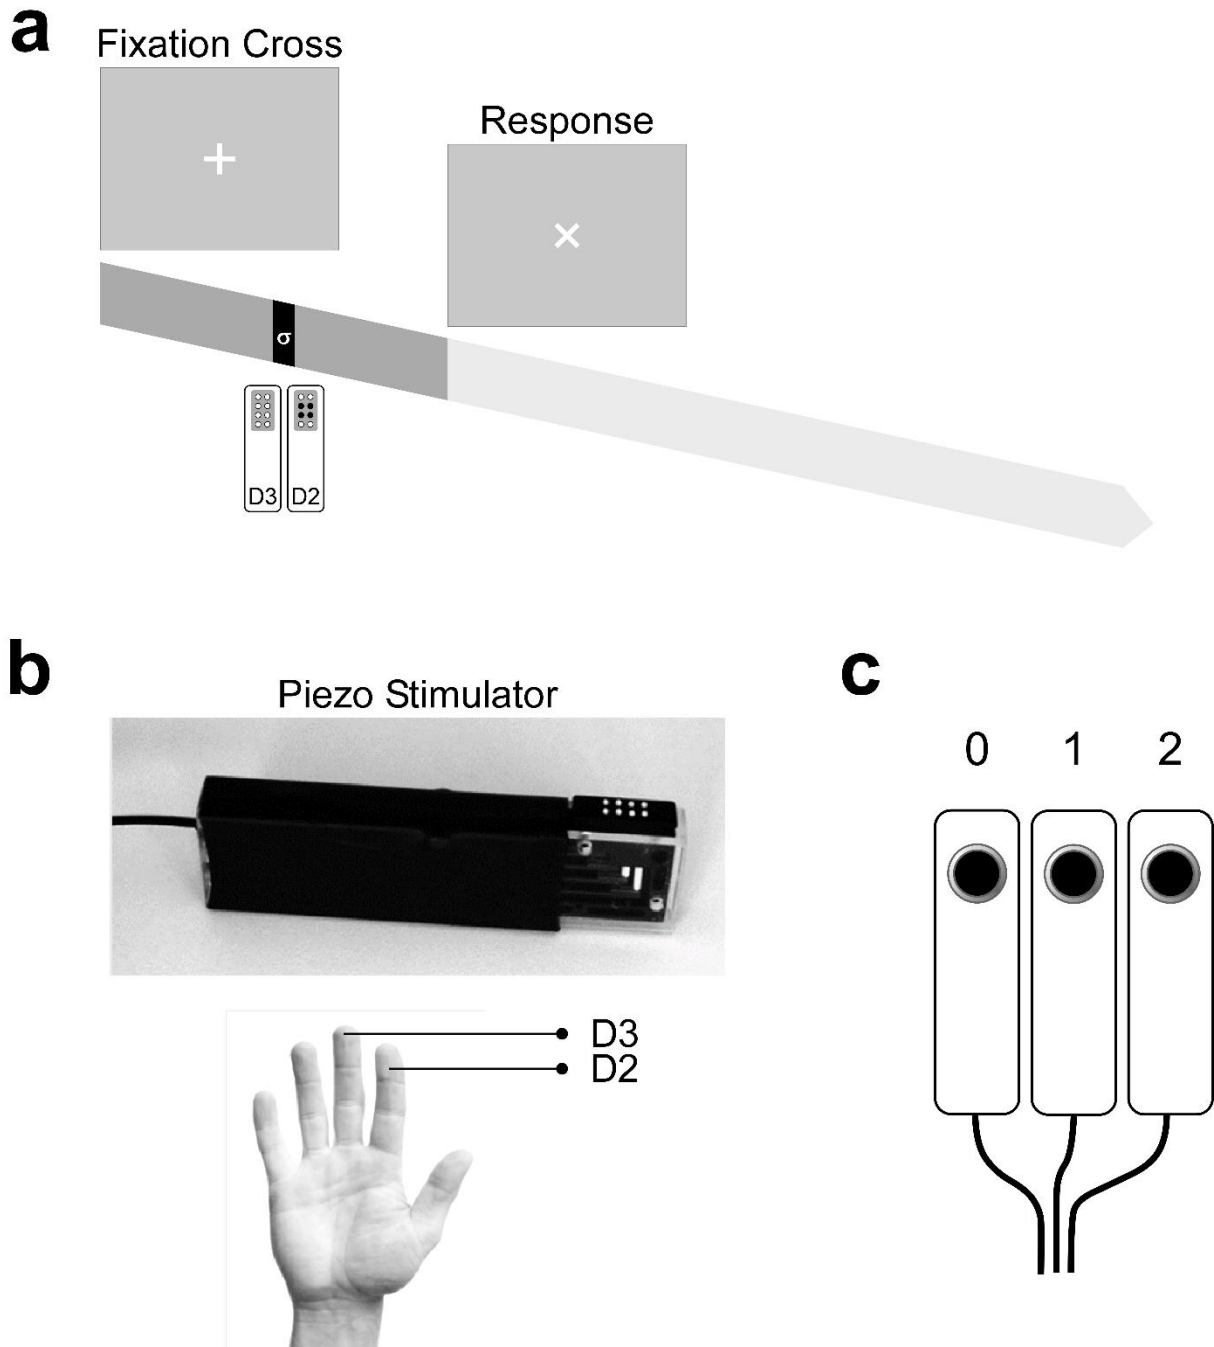 a
Fixation Cross
Response
σ
D3 D2
b
Piezo Stimulator
D3
D2
c
0 1 2